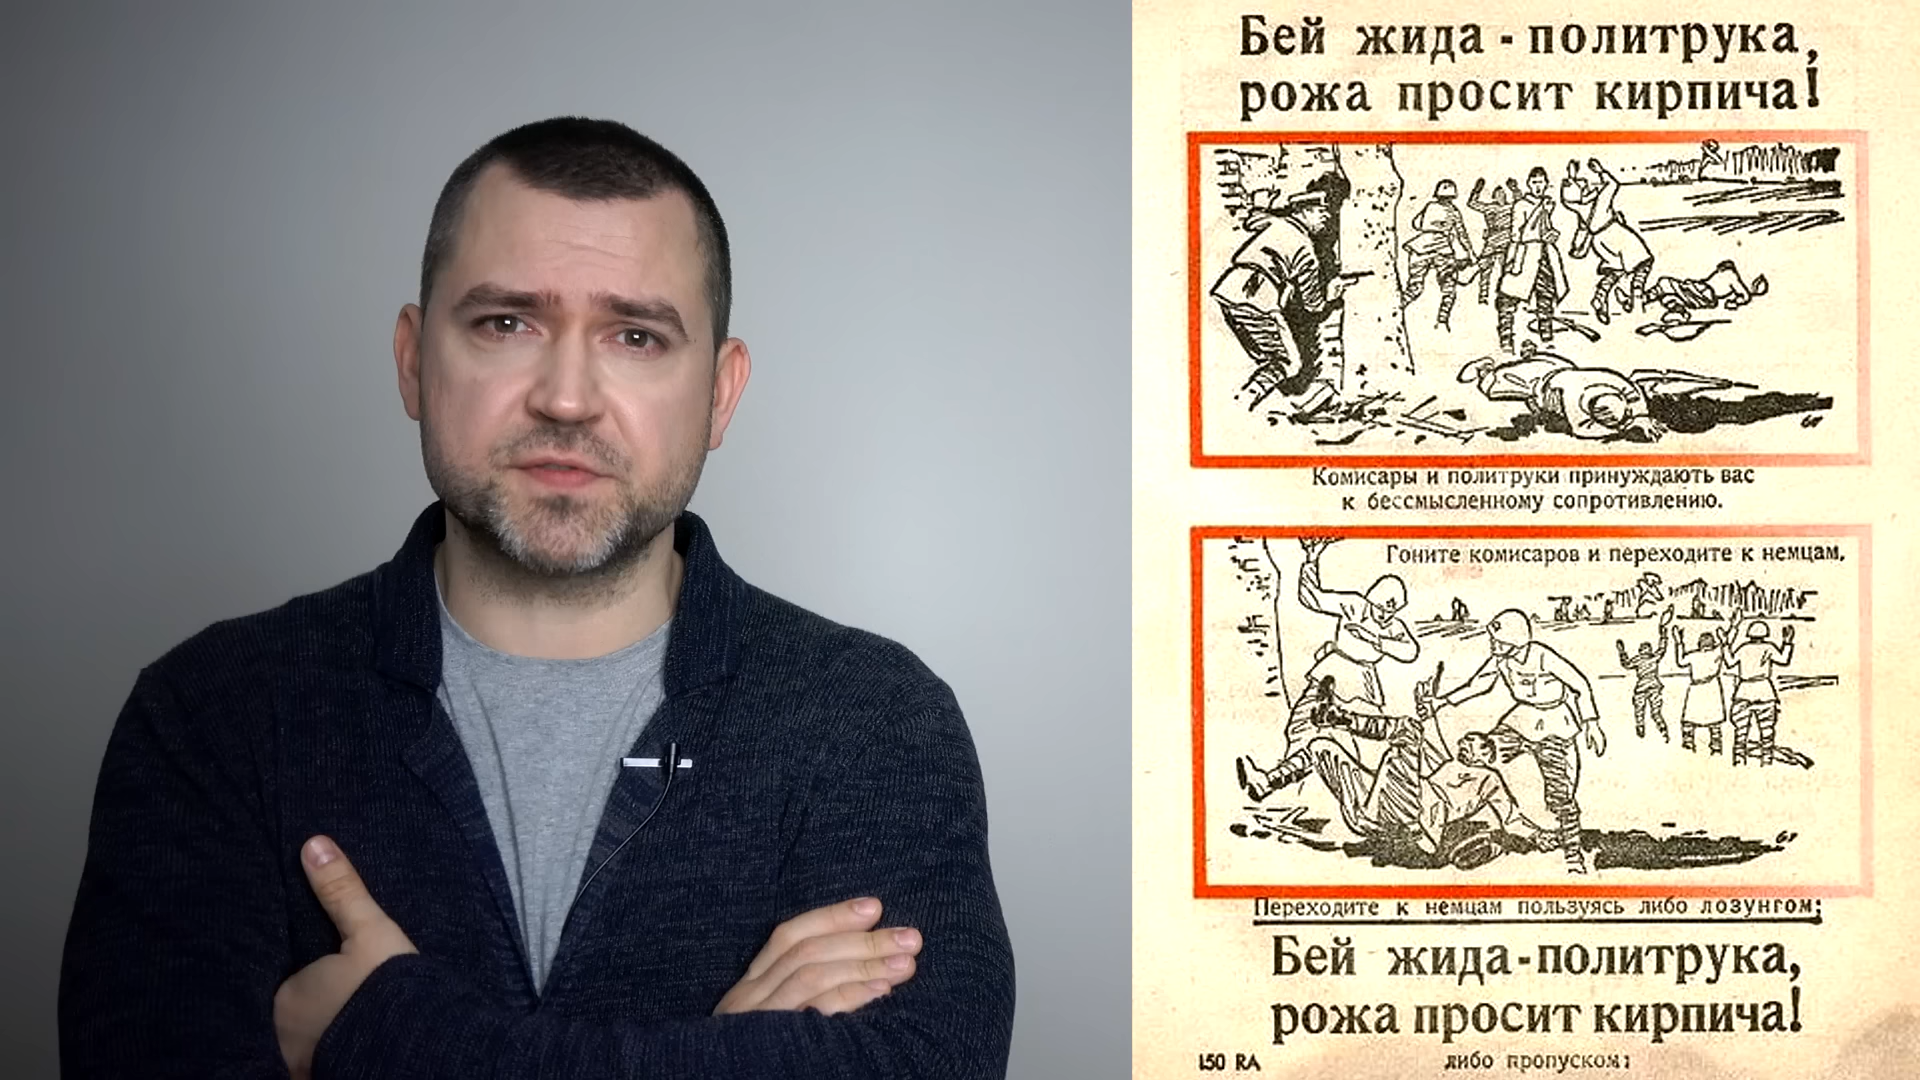 Бей жида - политрука,
рожа просит кирпича!
Комисары и политруки принуждають вас
к бессмысленному сопротивлению.
Гоните комисаров и переходите к немцам.
Переходите к немцам пользуясь либо лозунгом:
Бей жида-политрука,
рожа просит кирпича!
150 RA
либо пропуском: